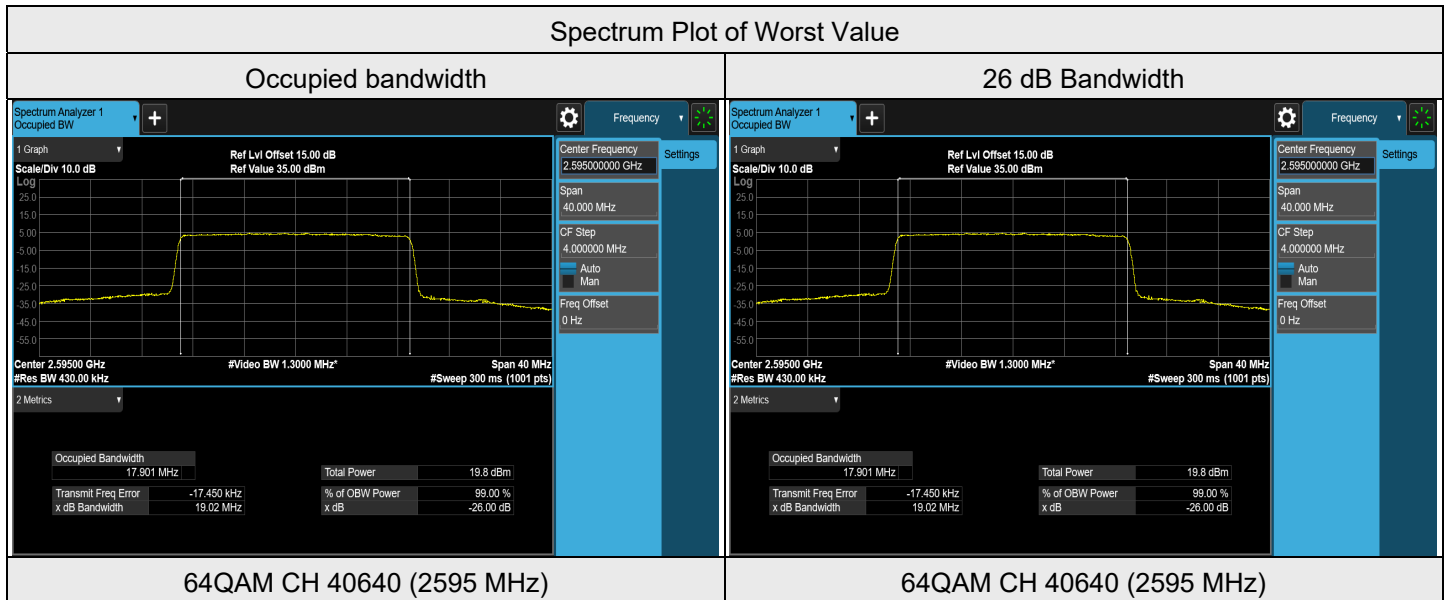 Spectrum Plot of Worst Value
Occupied bandwidth
26 dB Bandwidth
Spectrum Analyzer 1
Occupied BW
+
Frequency
1 Graph
Scale/Div 10.0 dB
Ref Lvl Offset 15.00 dB
Ref Value 35.00 dBm
Log
25.0
15.0
5.00
-5.00
-15.0
-25.0
-35.0
-45.0
-55.0
Center 2.59500 GHz
#Res BW 430.00 kHz
#Video BW 1.3000 MHz*
Span 40 MHz
#Sweep 300 ms (1001 pts)
Center Frequency
2.595000000 GHz
Settings
Span
40.000 MHz
CF Step
4.000000 MHz
Auto
Man
Freq Offset
0 Hz
2 Metrics
Occupied Bandwidth
17.901 MHz
Transmit Freq Error -17.450 kHz
x dB Bandwidth 19.02 MHz
Total Power 19.8 dBm
% of OBW Power 99.00 %
x dB -26.00 dB
Spectrum Analyzer 1
Occupied BW
+
Frequency
1 Graph
Scale/Div 10.0 dB
Ref Lvl Offset 15.00 dB
Ref Value 35.00 dBm
Log
25.0
15.0
5.00
-5.00
-15.0
-25.0
-35.0
-45.0
-55.0
Center 2.59500 GHz
#Res BW 430.00 kHz
#Video BW 1.3000 MHz*
Span 40 MHz
#Sweep 300 ms (1001 pts)
Center Frequency
2.595000000 GHz
Settings
Span
40.000 MHz
CF Step
4.000000 MHz
Auto
Man
Freq Offset
0 Hz
2 Metrics
Occupied Bandwidth
17.901 MHz
Transmit Freq Error -17.450 kHz
x dB Bandwidth 19.02 MHz
Total Power 19.8 dBm
% of OBW Power 99.00 %
x dB -26.00 dB
64QAM CH 40640 (2595 MHz)
64QAM CH 40640 (2595 MHz)